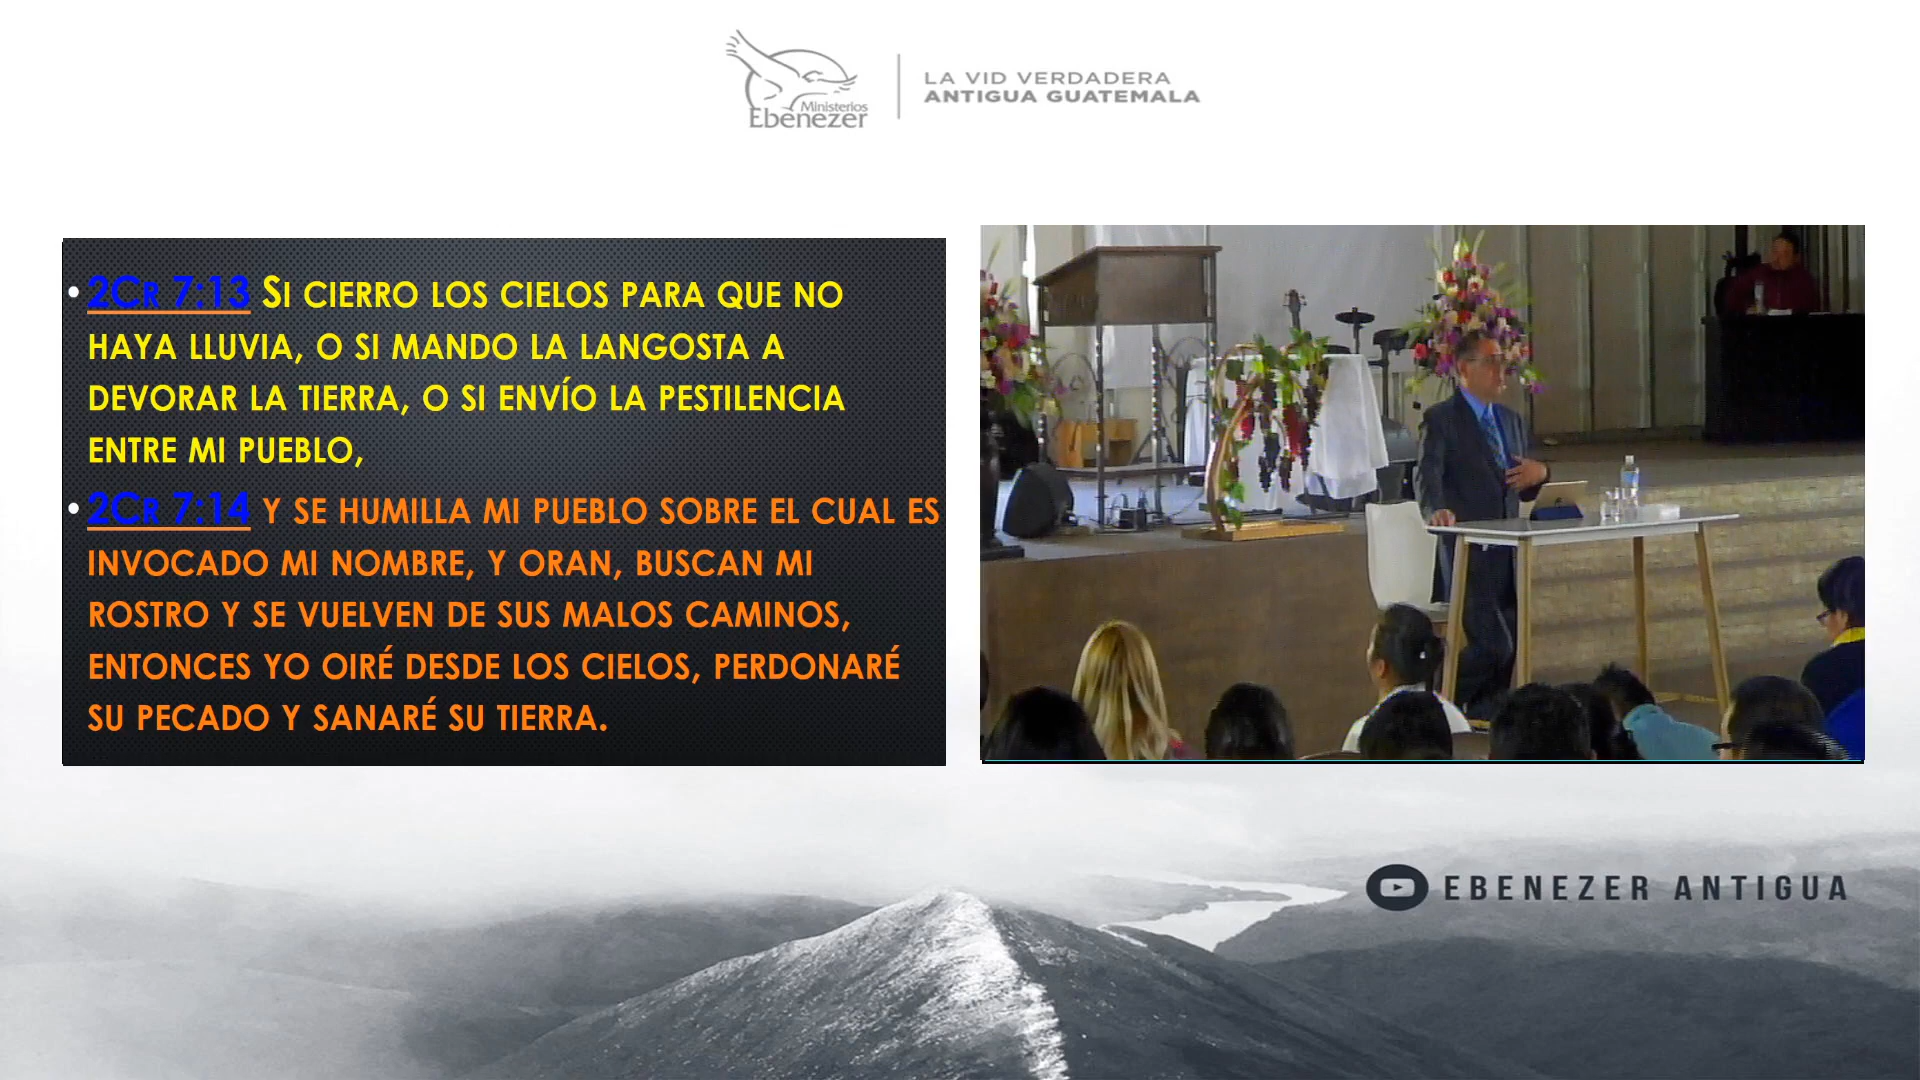 Ministerios
Ebenezer
LA VID VERDADERA
ANTIGUA GUATEMALA
• 2Cr 7:13 Si cierro los cielos para que no
haya lluvia, o si mando la langosta a
devorar la tierra, o si envío la pestilencia
entre mi pueblo,
• 2Cr 7:14 y se humilla mi pueblo sobre el cual es
invocado mi nombre, y oran, buscan mi
rostro y se vuelven de sus malos caminos,
entonces yo oiré desde los cielos, perdonaré
su pecado y sanaré su tierra.
EBENEZER ANTIGUA